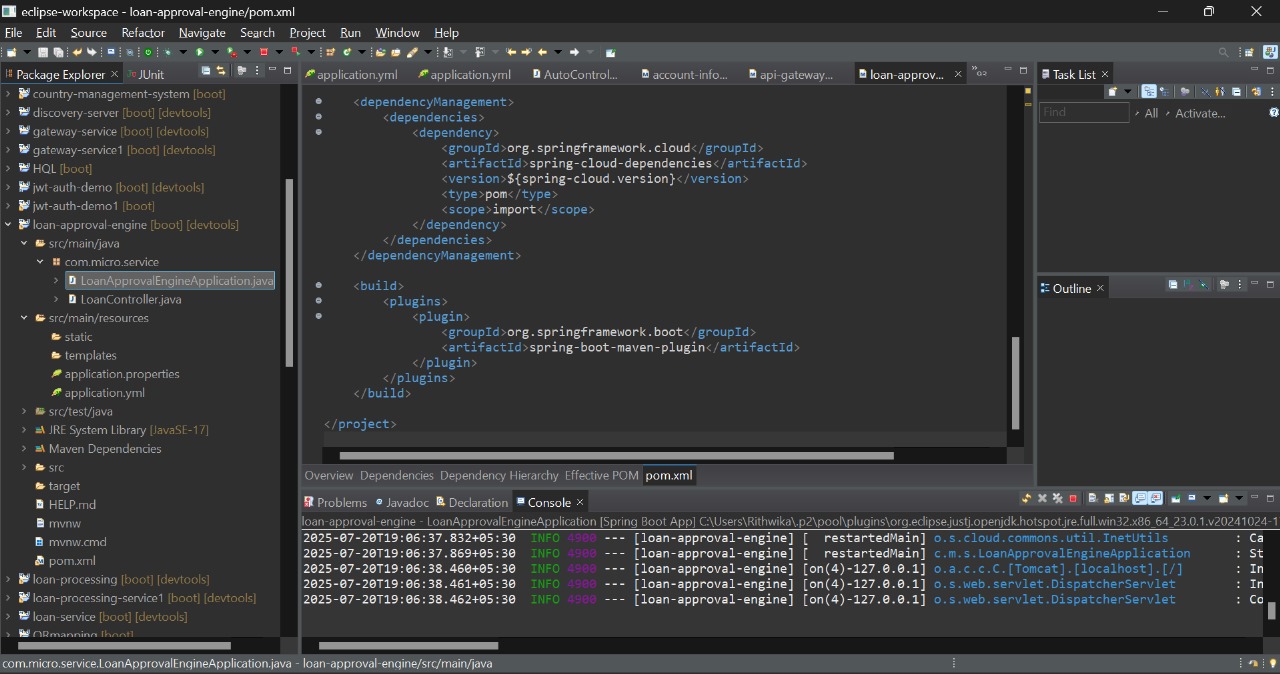 eclipse-workspace - loan-approval-engine/pom.xml
File Edit Source Refactor Navigate Search Project Run Window Help
Package Explorer
JUnit
country-management-system [boot]
discovery-server [boot] [devtools]
gateway-service [boot] [devtools]
gateway-service1 [boot] [devtools]
HQL [boot]
jwt-auth-demo [boot] [devtools]
jwt-auth-demo1 [boot]
loan-approval-engine [boot] [devtools]
src/main/java
com.micro.service
LoanApprovalEngineApplication.java
LoanController.java
src/main/resources
static
templates
application.properties
application.yml
src/test/java
JRE System Library [JavaSE-17]
Maven Dependencies
src
target
HELP.md
mvnw
mvnw.cmd
pom.xml
loan-processing [boot] [devtools]
loan-processing-service1 [boot] [devtools]
loan-service [boot] [devtools]
ORmapping [boot]
application.yml application.yml AutoControl... account-info... api-gateway... loan-approv...
<dependencyManagement>
<dependencies>
<dependency>
<groupId>org.springframework.cloud</groupId>
<artifactId>spring-cloud-dependencies</artifactId>
<version>${spring-cloud.version}</version>
<type>pom</type>
<scope>import</scope>
</dependency>
</dependencies>
</dependencyManagement>
<build>
<plugins>
<plugin>
<groupId>org.springframework.boot</groupId>
<artifactId>spring-boot-maven-plugin</artifactId>
</plugin>
</plugins>
</build>
</project>
Overview Dependencies Dependency Hierarchy Effective POM pom.xml
Task List
Find
All
Activate...
Outline
Problems Javadoc Declaration Console
loan-approval-engine - LoanApprovalEngineApplication [Spring Boot App] C:\Users\Rithwika\.p2\pool\plugins\org.eclipse.justj.openjdk.hotspot.jre.full.win32.x86_64_23.0.1.v20241024-1
2025-07-20T19:06:37.832+05:30 INFO 4900 --- [loan-approval-engine] [ restartedMain] o.s.cloud.commons.util.InetUtils : Ca
2025-07-20T19:06:37.869+05:30 INFO 4900 --- [loan-approval-engine] [ restartedMain] c.m.s.LoanApprovalEngineApplication : St
2025-07-20T19:06:38.460+05:30 INFO 4900 --- [loan-approval-engine] [on(4)-127.0.0.1] o.a.c.c.C.[Tomcat].[localhost].[/] : In
2025-07-20T19:06:38.461+05:30 INFO 4900 --- [loan-approval-engine] [on(4)-127.0.0.1] o.s.web.servlet.DispatcherServlet : In
2025-07-20T19:06:38.462+05:30 INFO 4900 --- [loan-approval-engine] [on(4)-127.0.0.1] o.s.web.servlet.DispatcherServlet : Co
com.micro.service.LoanApprovalEngineApplication.java - loan-approval-engine/src/main/java